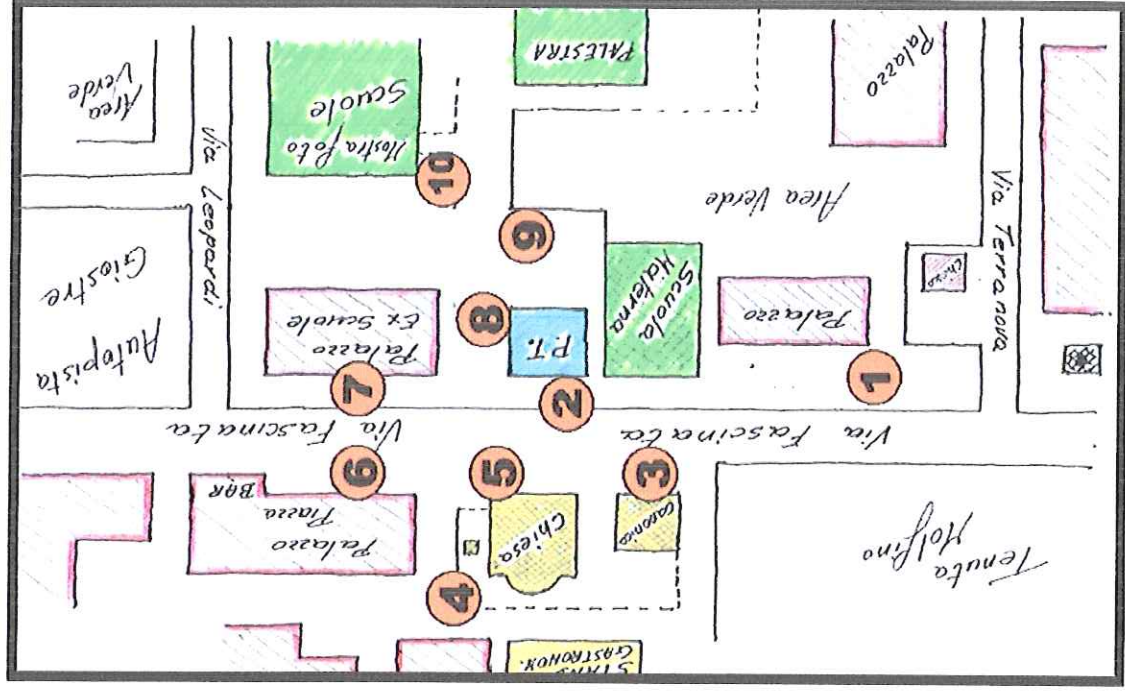 STAND
GASTRONOM.
4
Tenuta
Molfino
Canonica
Chiesa
Palazzo
Piazza
BAR
3
5
6
Via Fascinata
Via Fascinata
1
2
7
Palazzo
Scuola
Materna
P.T.
8
Palazzo
Ex Scuole
Autopista
Giostre
Via Terranova
Area Verde
9
10
Mostra foto
Scuole
Via Leopardi
Palazzo
PALESTRA
Area
Verde